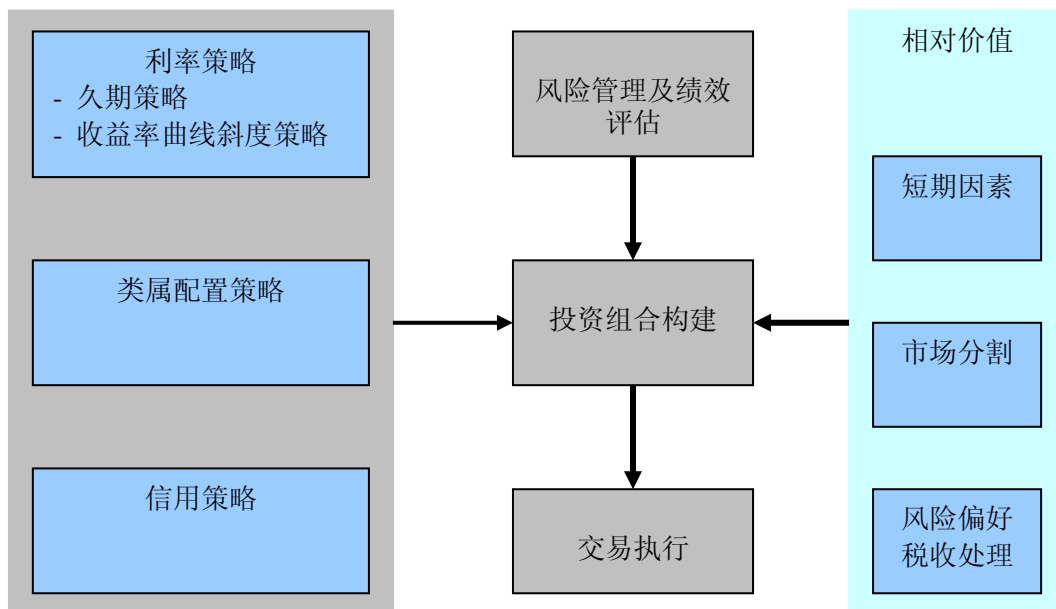 利率策略
- 久期策略
- 收益率曲线斜度策略
类属配置策略
信用策略
风险管理及绩效
评估
投资组合构建
交易执行
相对价值
短期因素
市场分割
风险偏好
税收处理